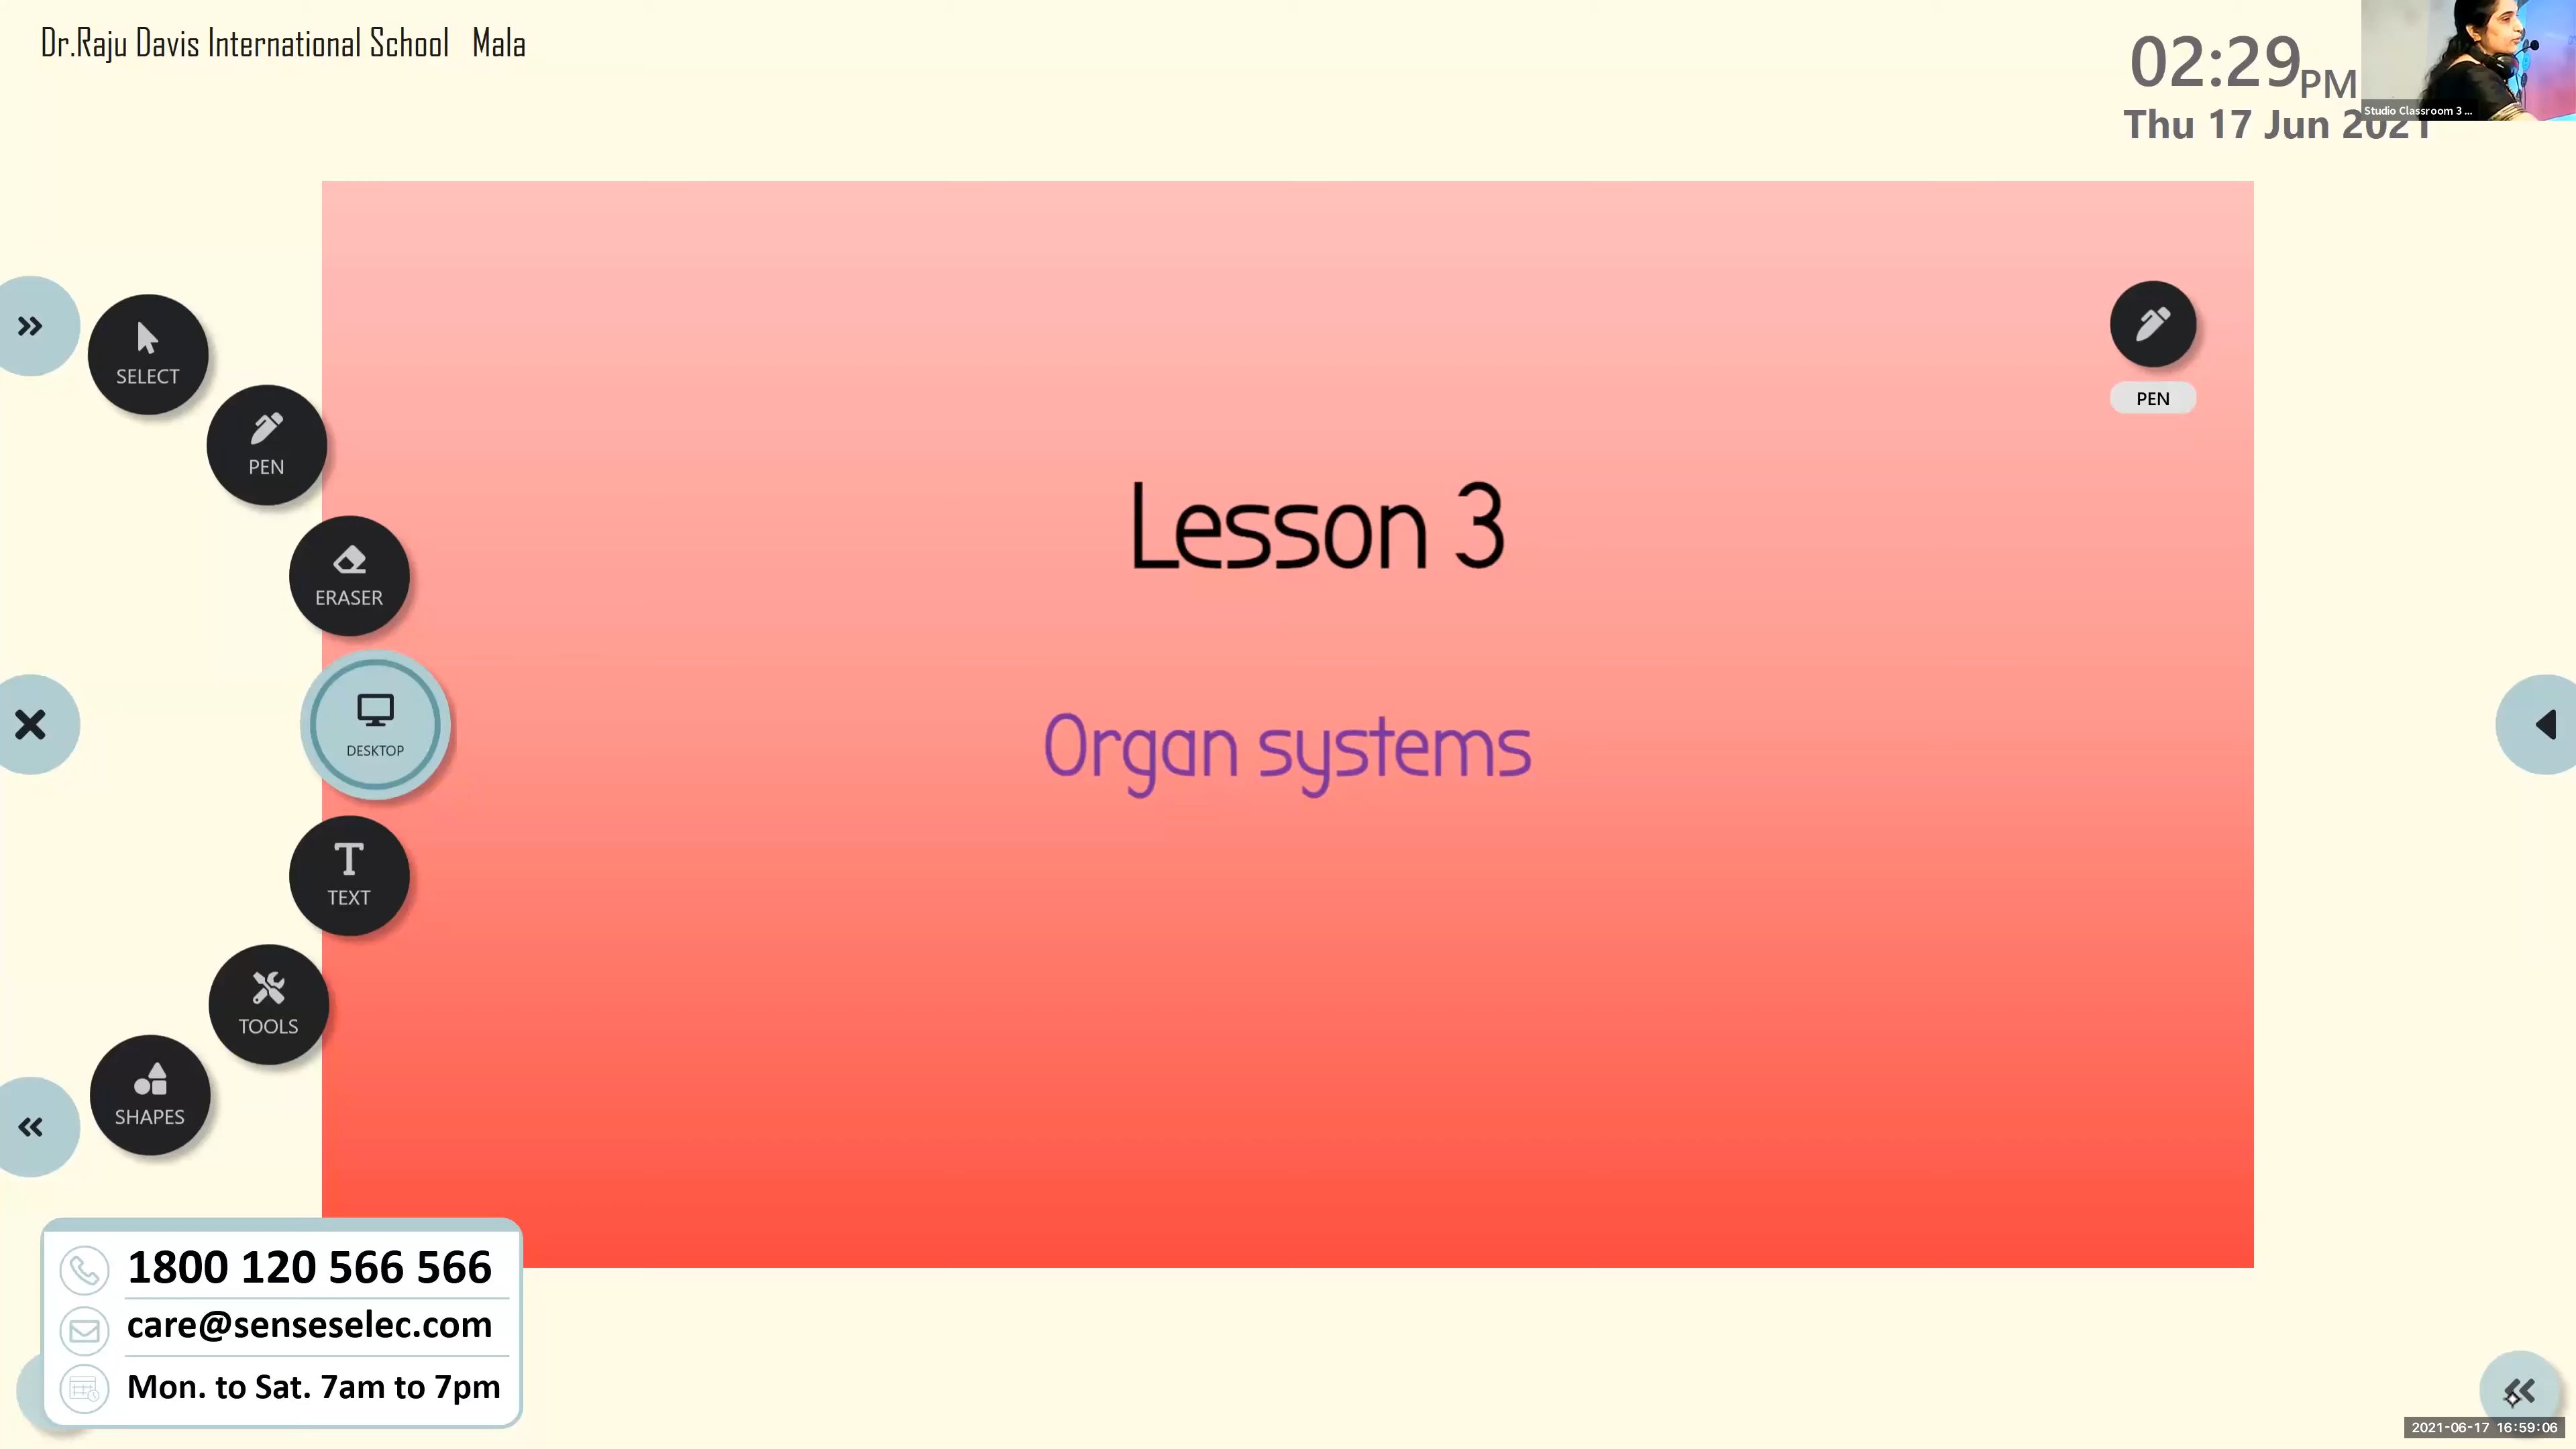 Dr.Raju Davis International School Mala
02:29 PM
Thu 17 Jun 2021
Studio Classroom 3 ...
SELECT
PEN
PEN
ERASER
Lesson 3
DESKTOP
Organ systems
TEXT
TOOLS
SHAPES
1800 120 566 566
care@senseselec.com
Mon. to Sat. 7am to 7pm
2021-06-17 16:59:06